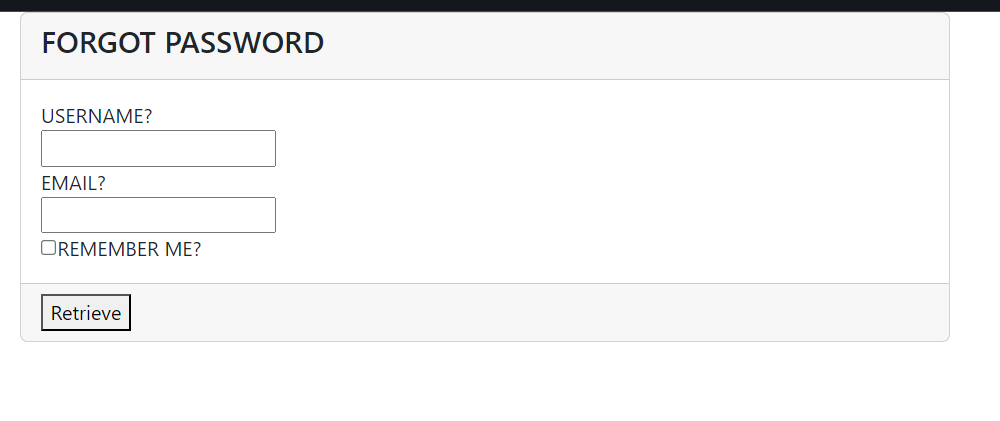 FORGOT PASSWORD
USERNAME?
EMAIL?
REMEMBER ME?
Retrieve